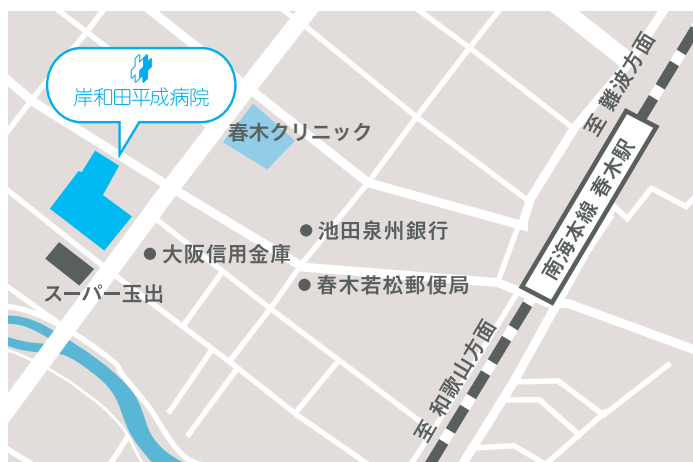 岸和田平成病院
春木クリニック
至 難波方面
南海本線 春木駅
池田泉州銀行
大阪信用金庫
春木若松郵便局
スーパー玉出
至 和歌山方面